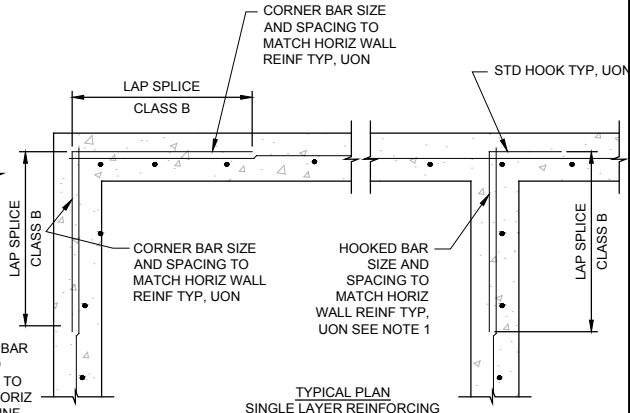 CORNER BAR SIZE
AND SPACING TO
MATCH HORIZ WALL
REINF TYP, UON
LAP SPLICE
CLASS B
STD HOOK TYP, UON
LAP SPLICE
CLASS B
CORNER BAR SIZE
AND SPACING TO
MATCH HORIZ WALL
REINF TYP, UON
HOOKED BAR
SIZE AND
SPACING TO
MATCH HORIZ
WALL REINF TYP,
UON SEE NOTE 1
LAP SPLICE
CLASS B
BAR
TO
TYPICAL PLAN
SINGLE LAYER REINFORCING